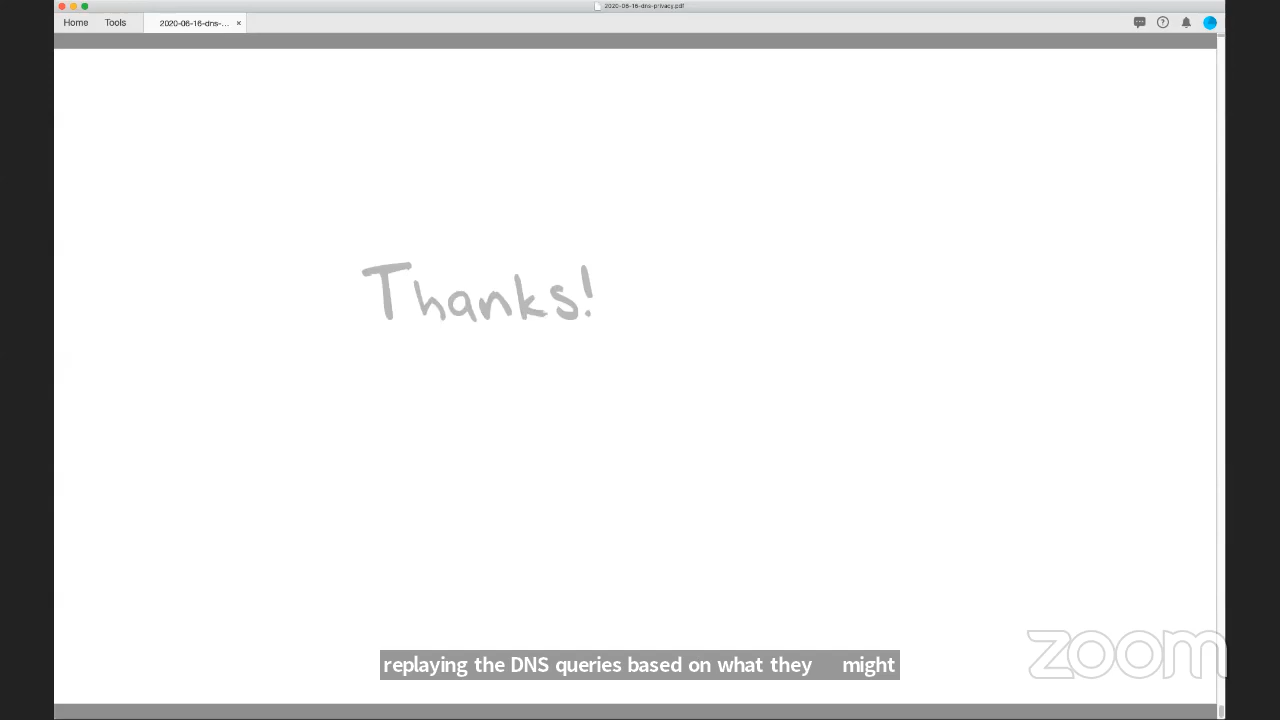 2020-06-16-dns-privacy.pdf
Home Tools 2020-06-16-dns-... ×
Thanks!
replaying the DNS queries based on what they might
zoom